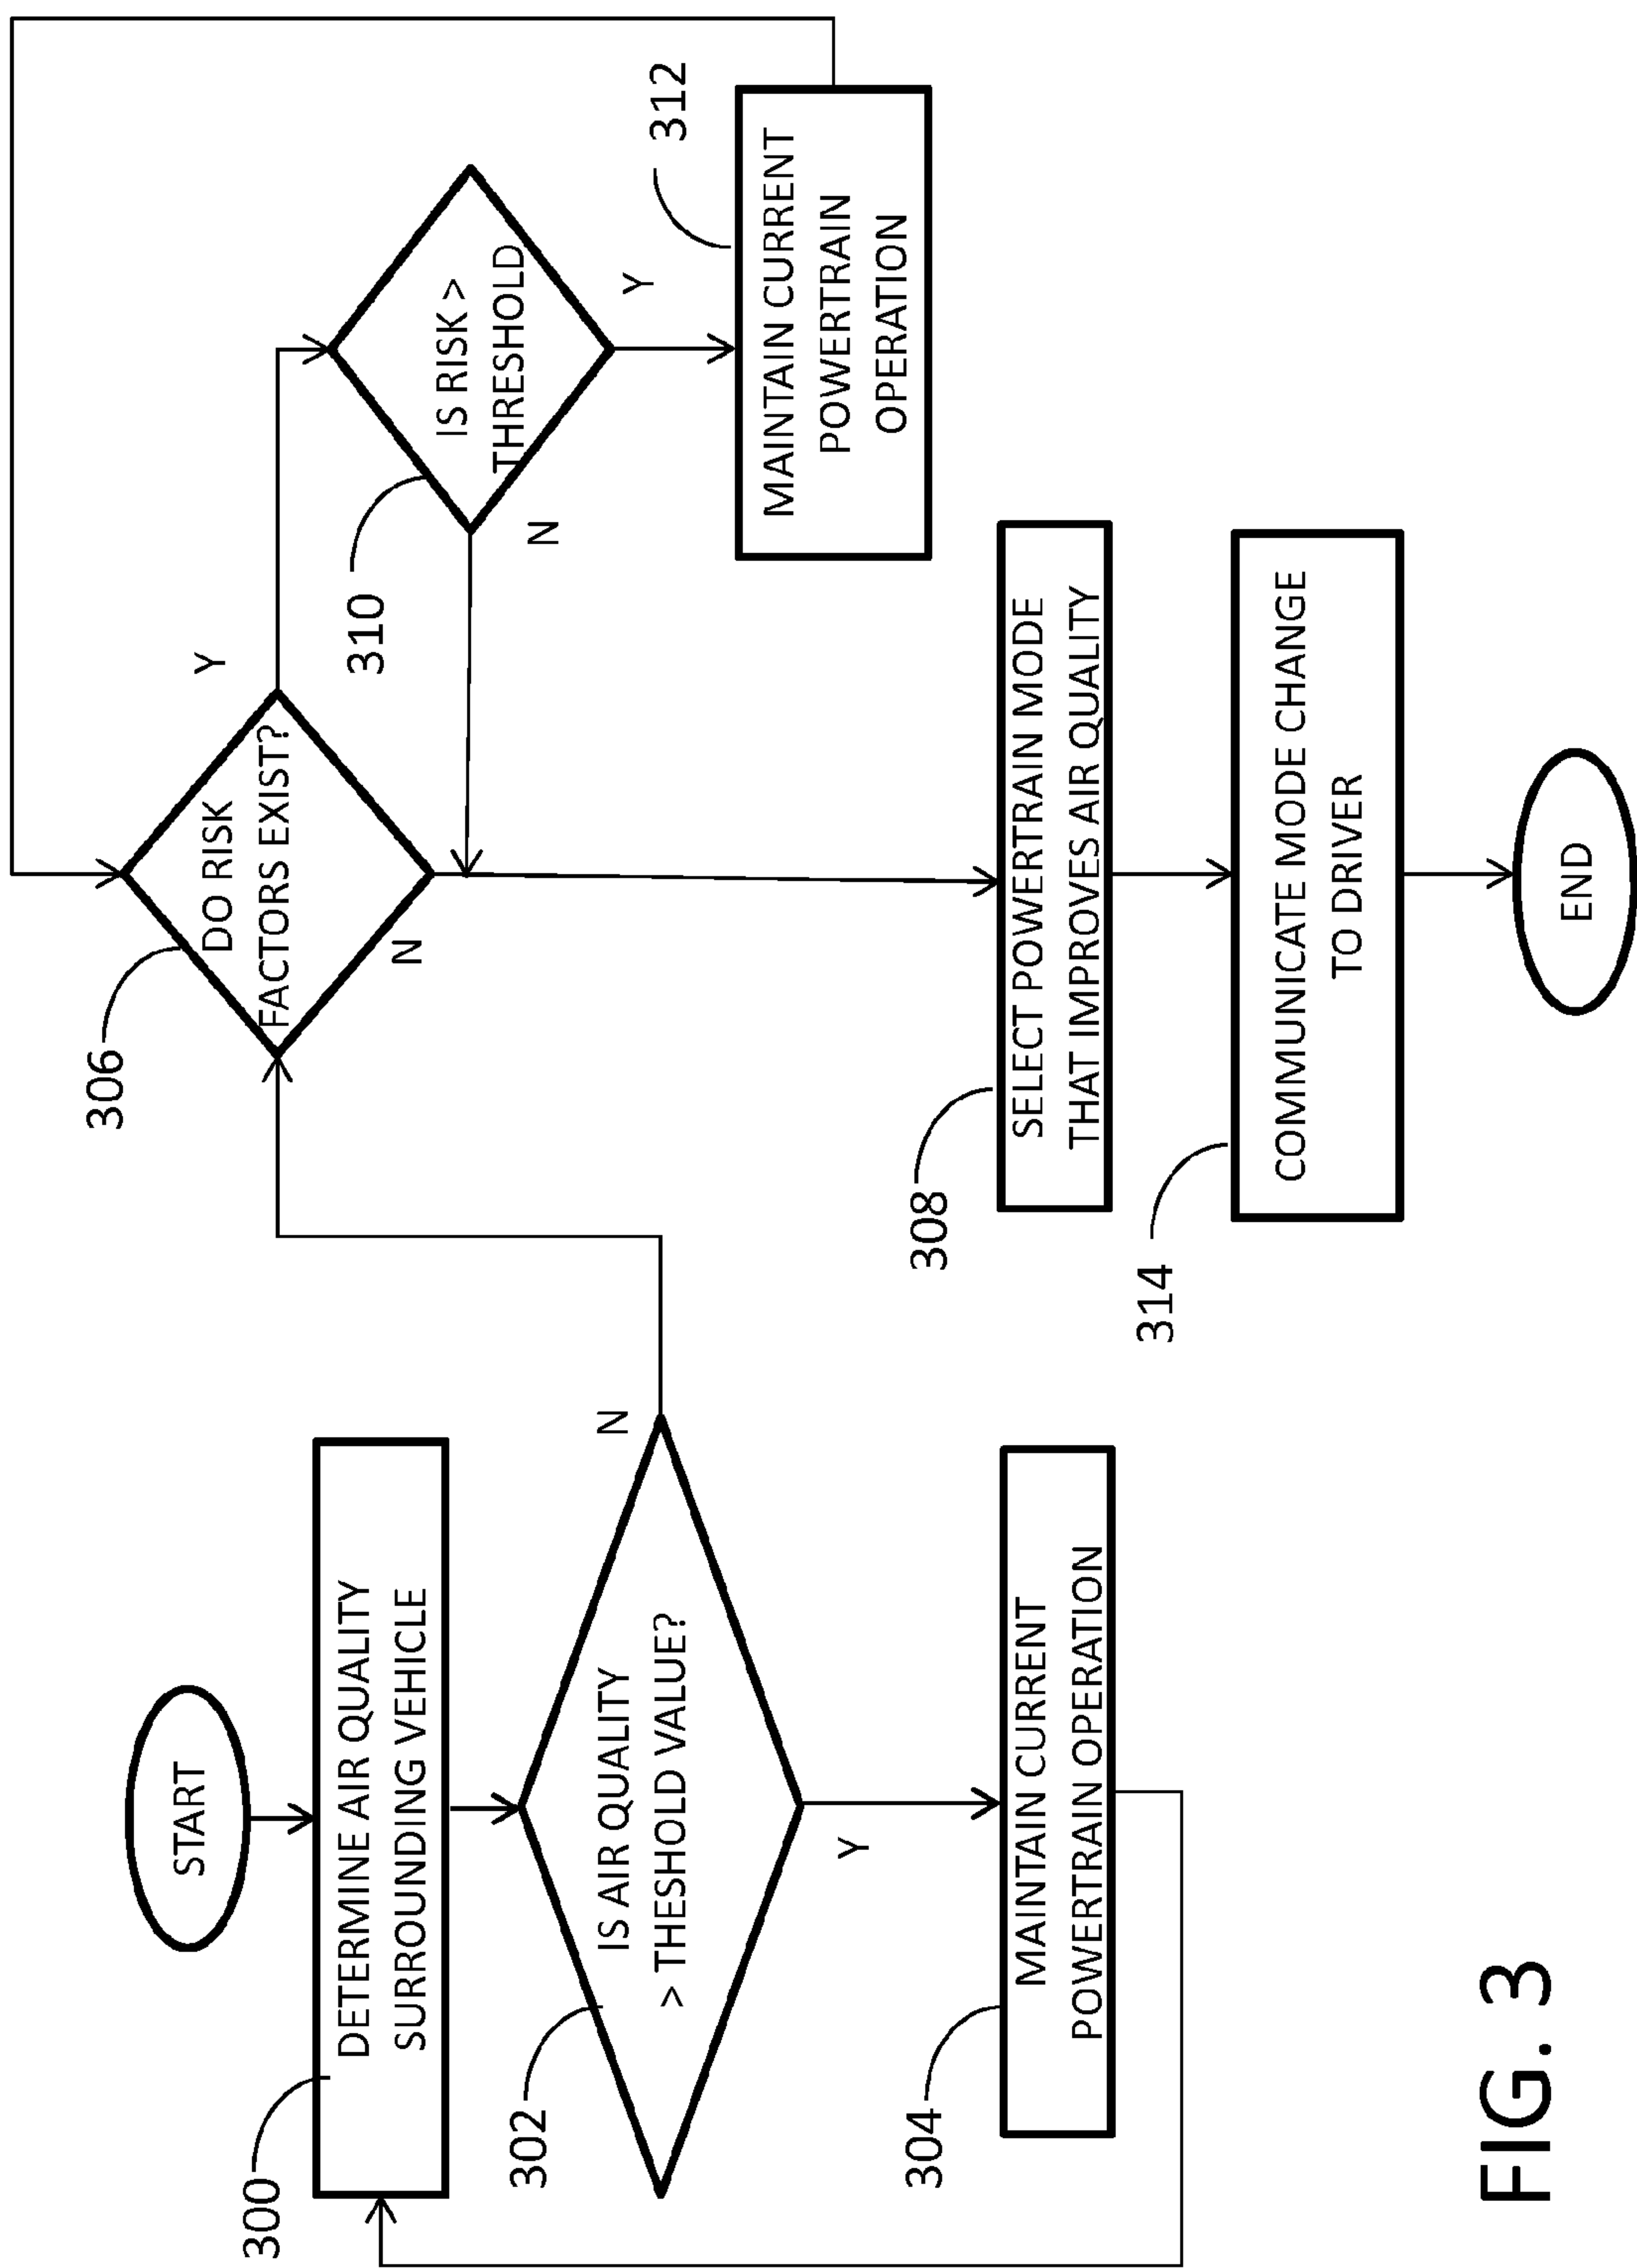 START
300
DETERMINE AIR QUALITY
SURROUNDING VEHICLE
302
IS AIR QUALITY
> THESHOLD VALUE?
N
Y
304
MAINTAIN CURRENT
POWERTRAIN OPERATION
306
DO RISK
FACTORS EXIST?
Y
N
310
IS RISK >
THRESHOLD
N
Y
312
MAINTAIN CURRENT
POWERTRAIN
OPERATION
308
SELECT POWERTRAIN MODE
THAT IMPROVES AIR QUALITY
314
COMMUNICATE MODE CHANGE
TO DRIVER
END
FIG. 3